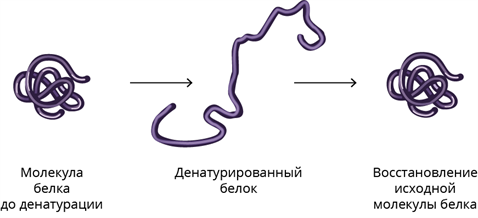 Молекула
белка
до денатурации
Денатурированный
белок
Восстановление
исходной
молекулы белка